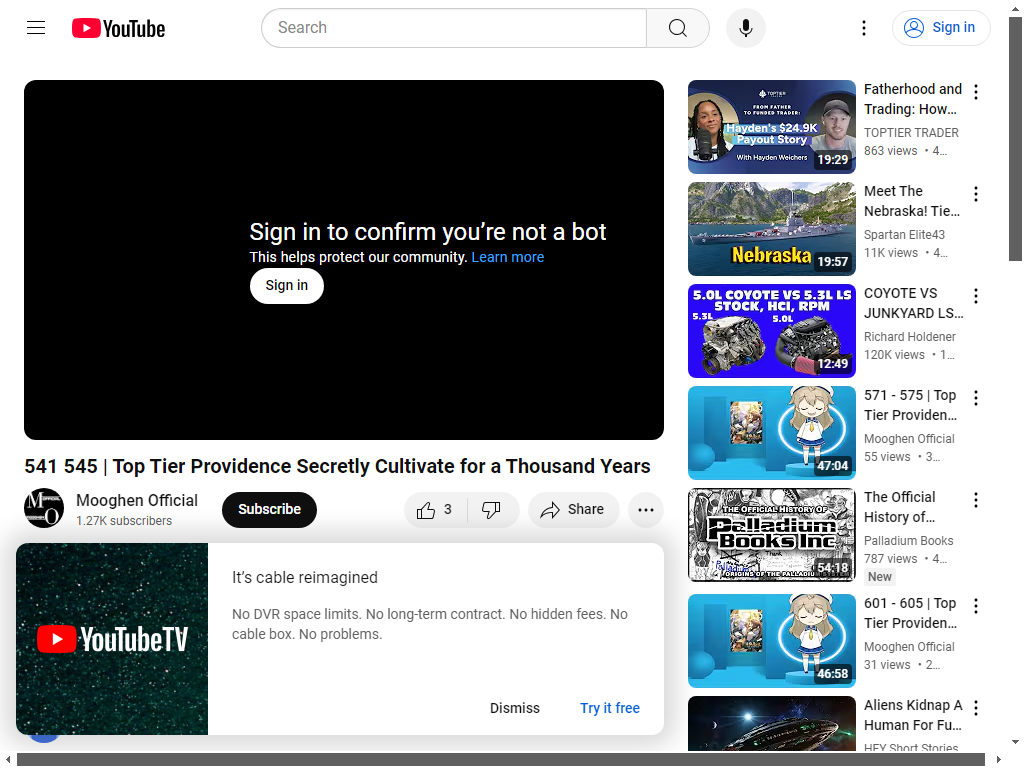 YouTube
Search
Sign in
Sign in to confirm you’re not a bot
This helps protect our community. Learn more
Sign in
541 545 | Top Tier Providence Secretly Cultivate for a Thousand Years
Mooghen Official
1.27K subscribers
Subscribe
3
Share
YouTubeTV
It’s cable reimagined
No DVR space limits. No long-term contract. No hidden fees. No
cable box. No problems.
Dismiss
Try it free
TOPTIER
FROM FATHER
TO FUNDED TRADER:
Hayden's $24.9K
Payout Story
With Hayden Weichers
19:29
Fatherhood and
Trading: How…
TOPTIER TRADER
863 views • 4…
Nebraska
19:57
Meet The
Nebraska! Tie…
Spartan Elite43
11K views • 4…
5.0L COYOTE VS 5.3L LS
STOCK, HCI, RPM
5.3L
5.0L
12:49
COYOTE VS
JUNKYARD LS…
Richard Holdener
120K views • 1…
47:04
571 - 575 | Top
Tier Providen…
Mooghen Official
55 views • 3…
THE OFFICIAL HISTORY OF
Palladium
Books Inc
ORIGINS OF THE PALLADIUM
54:18
The Official
History of…
Palladium Books
787 views • 4…
New
46:58
601 - 605 | Top
Tier Providen…
Mooghen Official
31 views • 2…
Aliens Kidnap A
Human For Fu…
HFY Short Stories